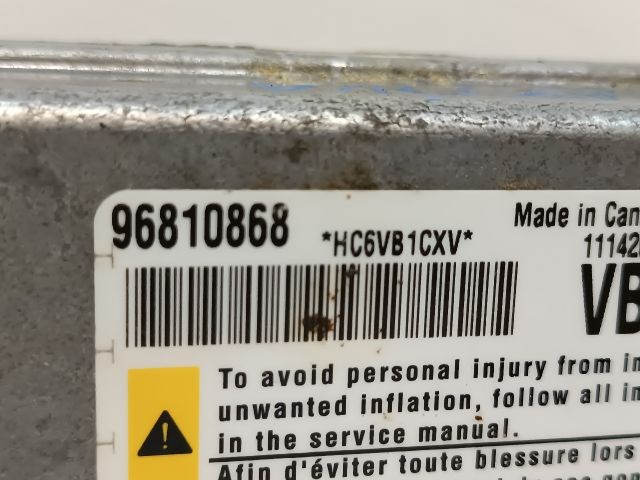 96810868 *HC6VB1CXV* Made in Can
11142
VB
To avoid personal injury from in
unwanted inflation, follow all in
in the service manual.
Afin d'éviter toute blessure lors